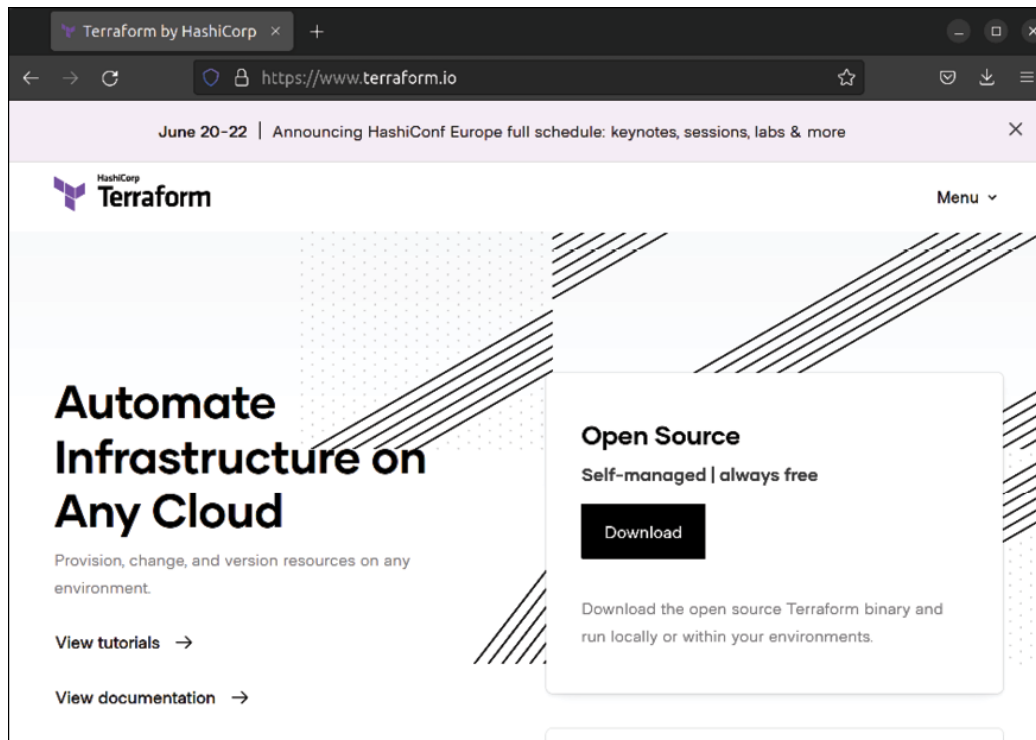 Terraform by HashiCorp
https://www.terraform.io
June 20-22 | Announcing HashiConf Europe full schedule: keynotes, sessions, labs & more
HashiCorp
Terraform
Menu
Automate
Infrastructure on
Any Cloud
Provision, change, and version resources on any
environment.
View tutorials →
View documentation →
Open Source
Self-managed | always free
Download
Download the open source Terraform binary and
run locally or within your environments.